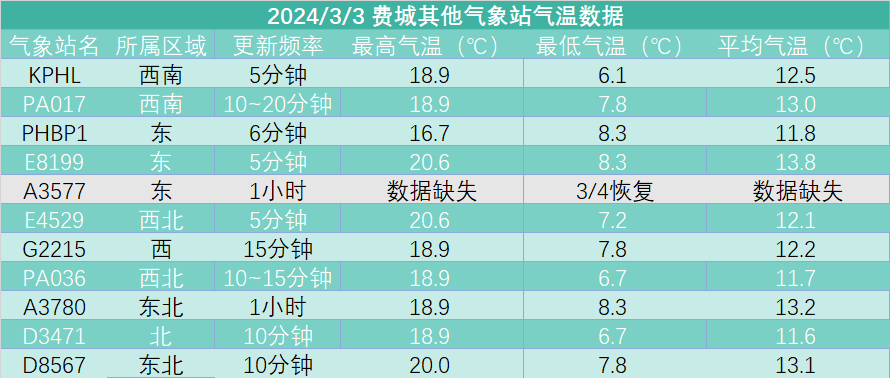 2024/3/3 费城其他气象站气温数据
气象站名 所属区域 更新频率 最高气温（℃） 最低气温（℃） 平均气温（℃）
KPHL 西南 5分钟 18.9 6.1 12.5
PA017 西南 10~20分钟 18.9 7.8 13.0
PHBP1 东 6分钟 16.7 8.3 11.8
E8199 东 5分钟 20.6 8.3 13.8
A3577 东 1小时 数据缺失 3/4恢复 数据缺失
E4529 西北 5分钟 20.6 7.2 12.1
G2215 西 15分钟 18.9 7.8 12.2
PA036 西北 10~15分钟 18.9 6.7 11.7
A3780 东北 1小时 18.9 8.3 13.2
D3471 北 10分钟 18.9 6.7 11.6
D8567 东北 10分钟 20.0 7.8 13.1